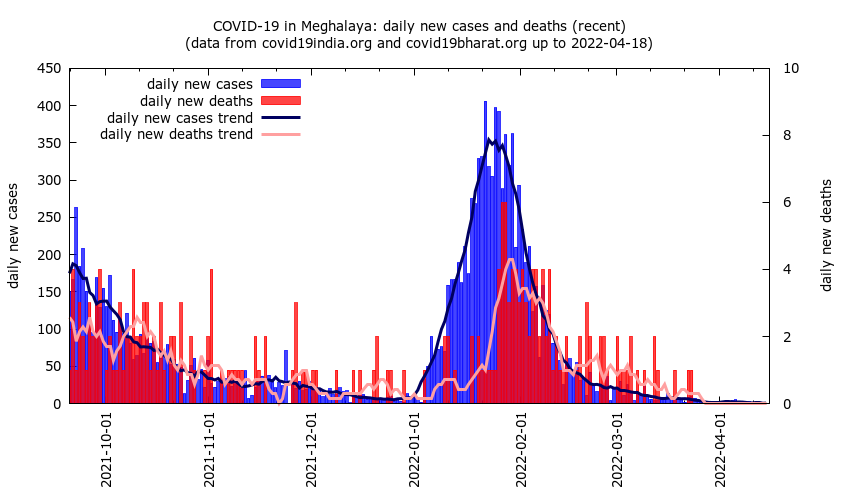 COVID-19 in Meghalaya: daily new cases and deaths (recent)
(data from covid19india.org and covid19bharat.org up to 2022-04-18)
daily new cases
daily new deaths
daily new cases trend
daily new deaths trend
450
400
350
300
250
200
150
100
50
0
daily new cases
10
8
6
4
2
0
daily new deaths
2021-10-01
2021-11-01
2021-12-01
2022-01-01
2022-02-01
2022-03-01
2022-04-01